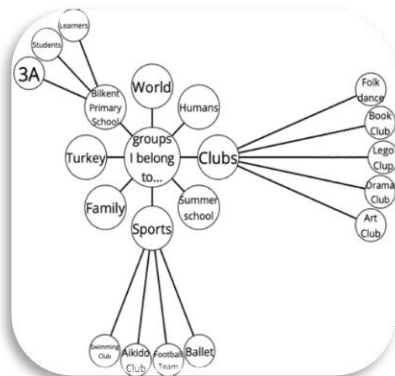 Learners
Students
3A
Bilkent
Primary
School
World
Humans
groups
I belong
to...
Turkey
Clubs
Family
Summer
school
Sports
Folk
dance
Book
Club
Lego
Clup
Drama
Club
Art
Club
Swimming
Club
Aikido
Club
Football
Team
Ballet